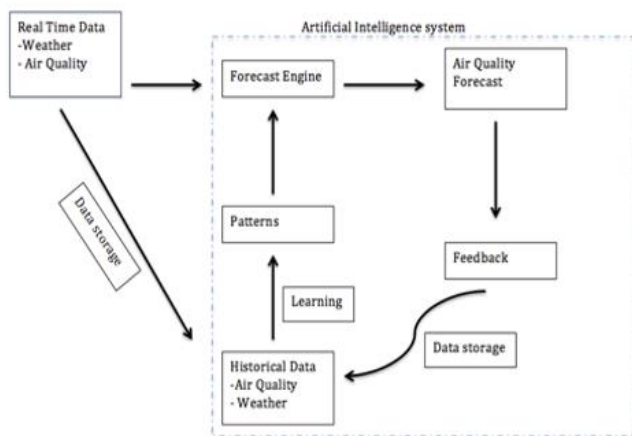 Artificial Intelligence system
Real Time Data
-Weather
- Air Quality
Forecast Engine
Air Quality
Forecast
Data storage
Patterns
Feedback
Learning
Data storage
Historical Data
-Air Quality
- Weather